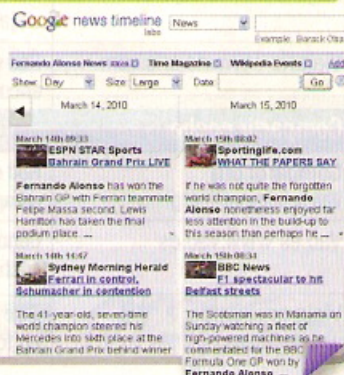 Google news timeline News
labs
Example: Barack Oba
Fernando Alonso News Time Magazine Wikipedia Events Add
Show: Day Size: Large Date: Go
March 14, 2010 March 15, 2010
March 14th 09:33
ESPN STAR Sports
Bahrain Grand Prix LIVE
Fernando Alonso has won the
Bahrain GP with Ferrari teammate
Felipe Massa second. Lewis
Hamilton has taken the final
podium place. ...
March 14th 14:47
Sydney Morning Herald
Ferrari in control,
Schumacher in contention
The 41-year-old, seven-time
world champion steered his
Mercedes into sixth place at the
Bahrain Grand Prix behind winner
March 15th 08:02
Sportinglife.com
WHAT THE PAPERS SAY
If he was not quite the forgotten
world champion, Fernando
Alonso nonetheless enjoyed far
less attention in the build-up to
this season than perhaps he ...
March 15th 08:34
BBC News
F1 spectacular to hit
Belfast streets
The Scotsman was in Manama on
Sunday watching a fleet of
high-powered machines as he
commentated for the BBC
Formula One GP won by
Fernando Alonso